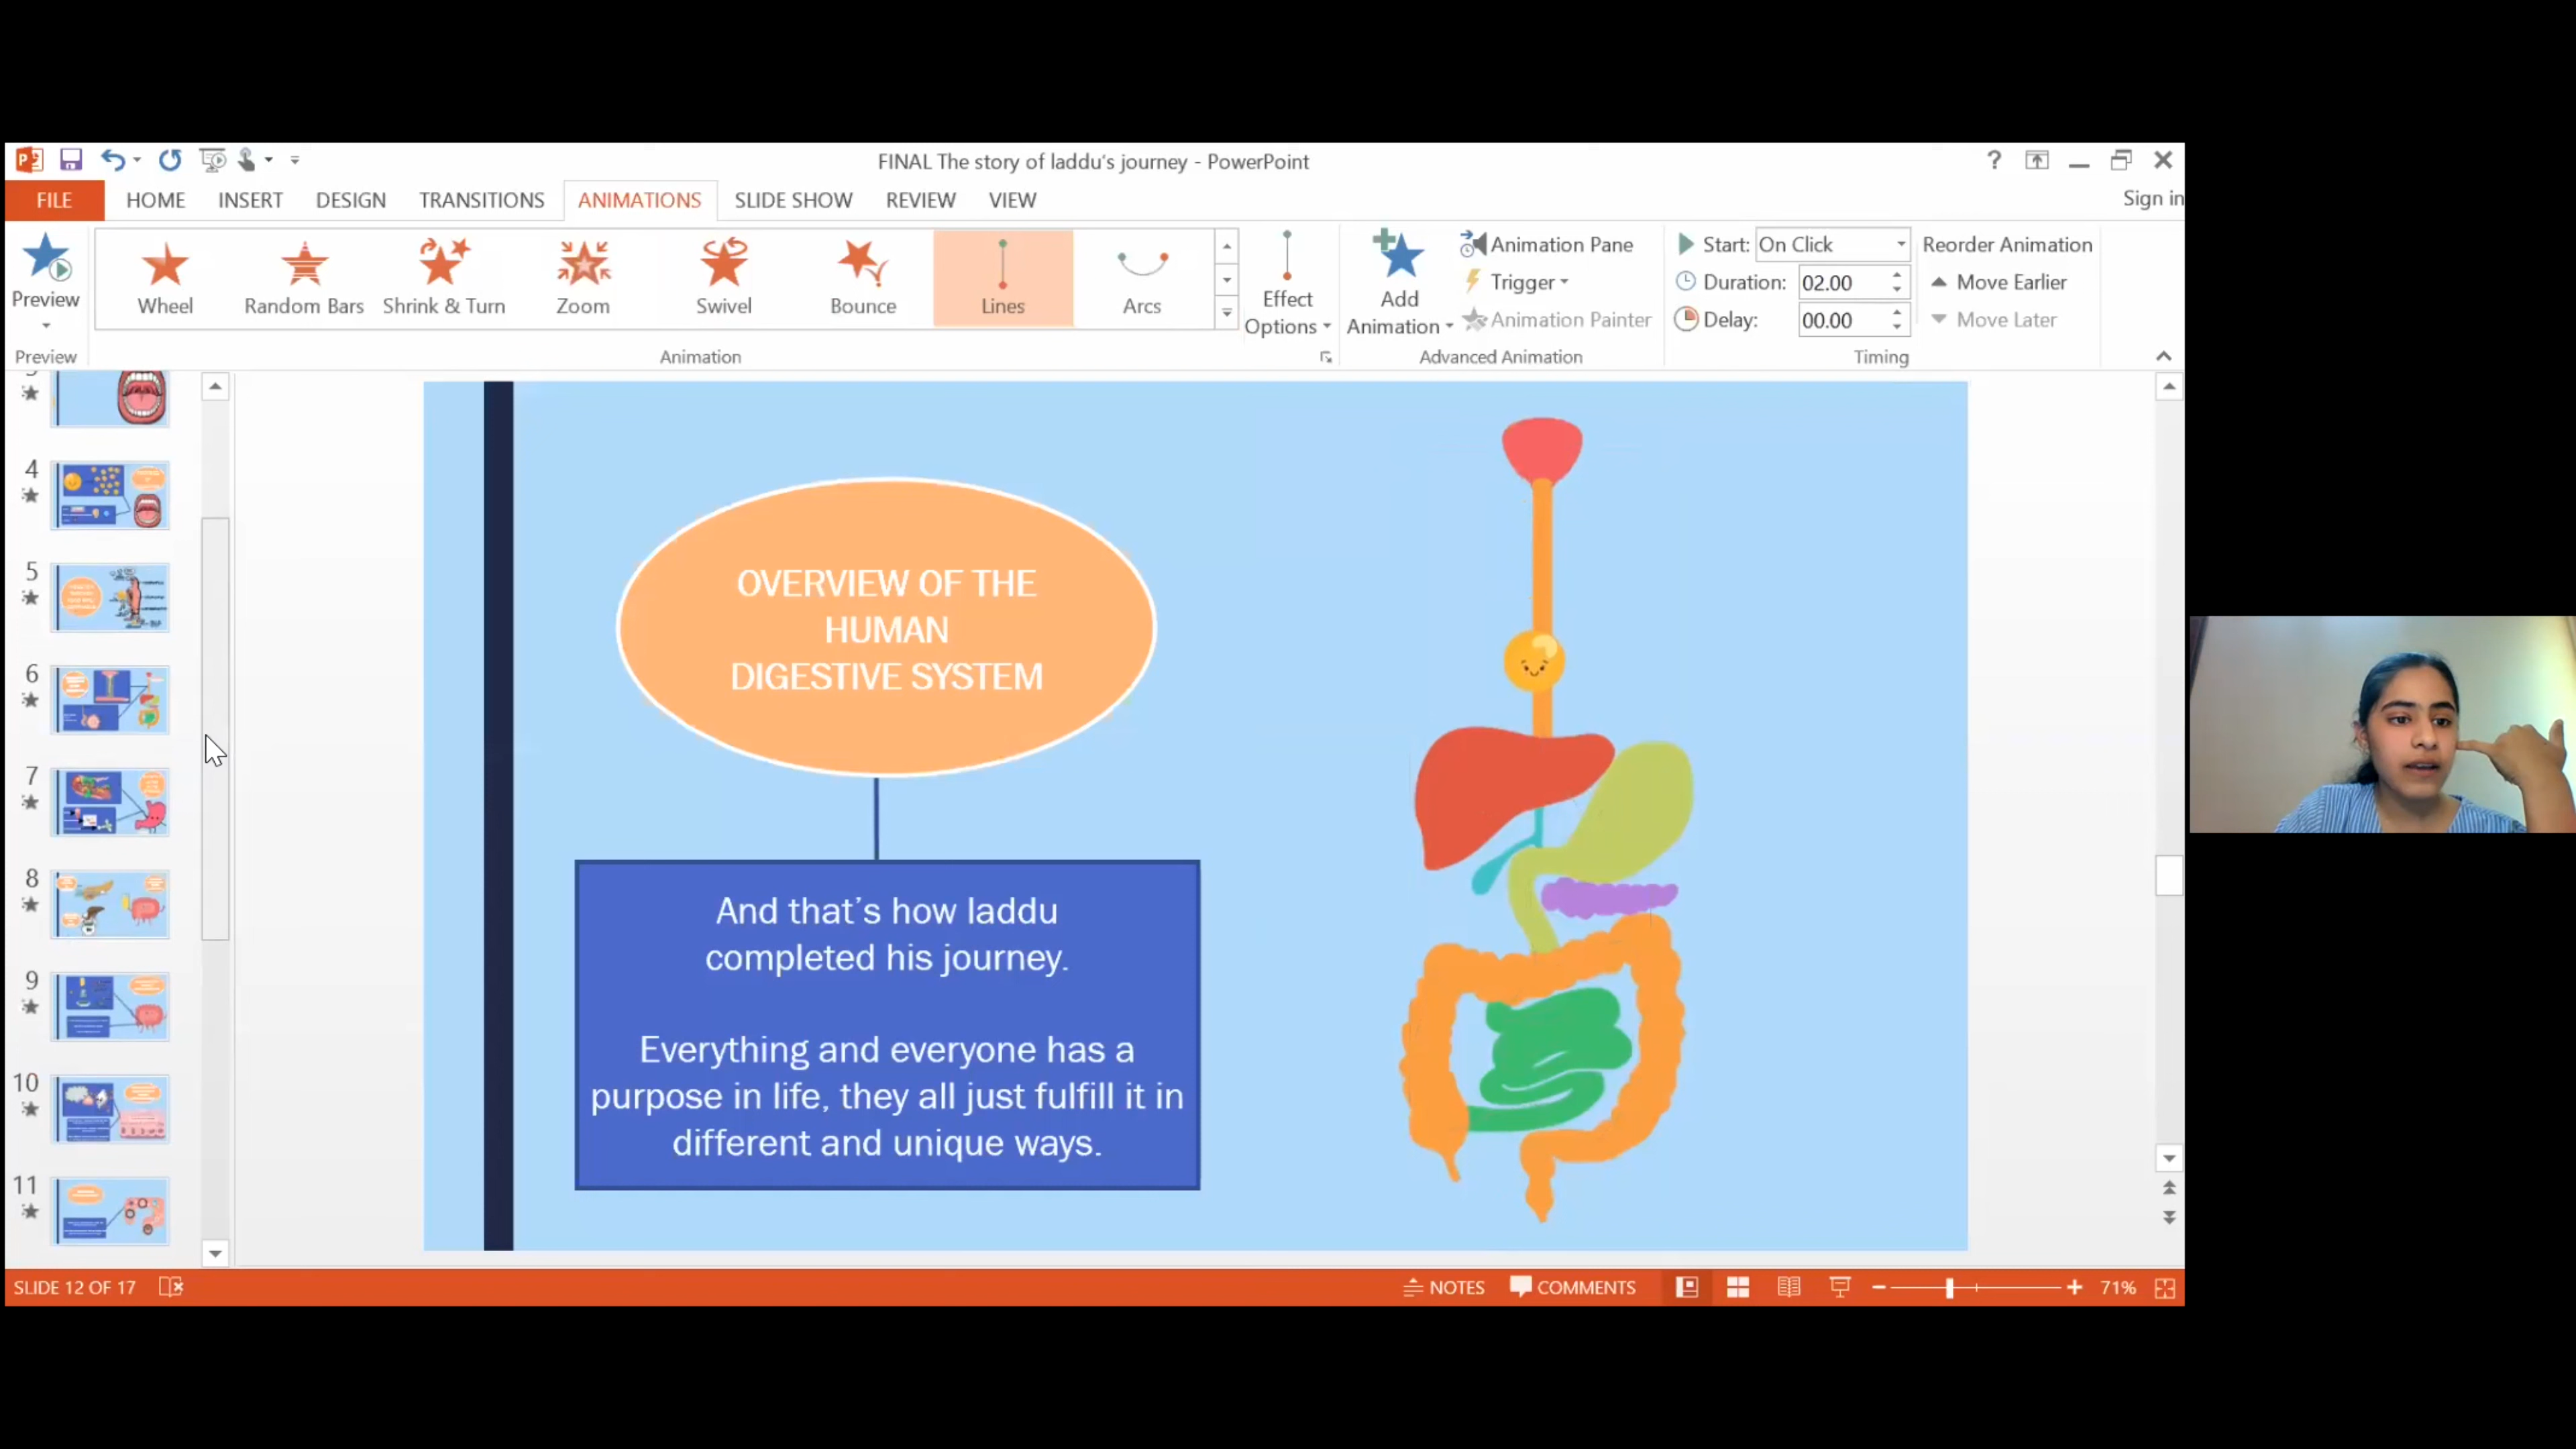 FINAL The story of laddu's journey - PowerPoint
FILE HOME INSERT DESIGN TRANSITIONS ANIMATIONS SLIDE SHOW REVIEW VIEW
Sign in
Preview
Wheel
Random Bars
Shrink & Turn
Zoom
Swivel
Bounce
Lines
Arcs
Effect
Options
Add
Animation
Animation Pane
Trigger
Animation Painter
Start: On Click
Duration: 02.00
Delay: 00.00
Reorder Animation
Move Earlier
Move Later
Preview
Animation
Advanced Animation
Timing
4
5
6
7
8
9
10
11
OVERVIEW OF THE
HUMAN
DIGESTIVE SYSTEM
And that's how laddu
completed his journey.
Everything and everyone has a
purpose in life, they all just fulfill it in
different and unique ways.
SLIDE 12 OF 17
NOTES
COMMENTS
71%